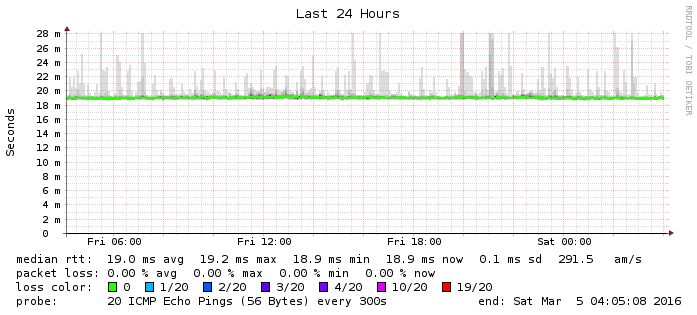 Last 24 Hours
RRDTOOL / TOBI OETIKER
Seconds
28 m
26 m
24 m
22 m
20 m
18 m
16 m
14 m
12 m
10 m
8 m
6 m
4 m
2 m
0
Fri 06:00 Fri 12:00 Fri 18:00 Sat 00:00
median rtt: 19.0 ms avg 19.2 ms max 18.9 ms min 18.9 ms now 0.1 ms sd 291.5 am/s
packet loss: 0.00 % avg 0.00 % max 0.00 % min 0.00 % now
loss color: 0 1/20 2/20 3/20 4/20 10/20 19/20
probe: 20 ICMP Echo Pings (56 Bytes) every 300s end: Sat Mar 5 04:05:08 2016